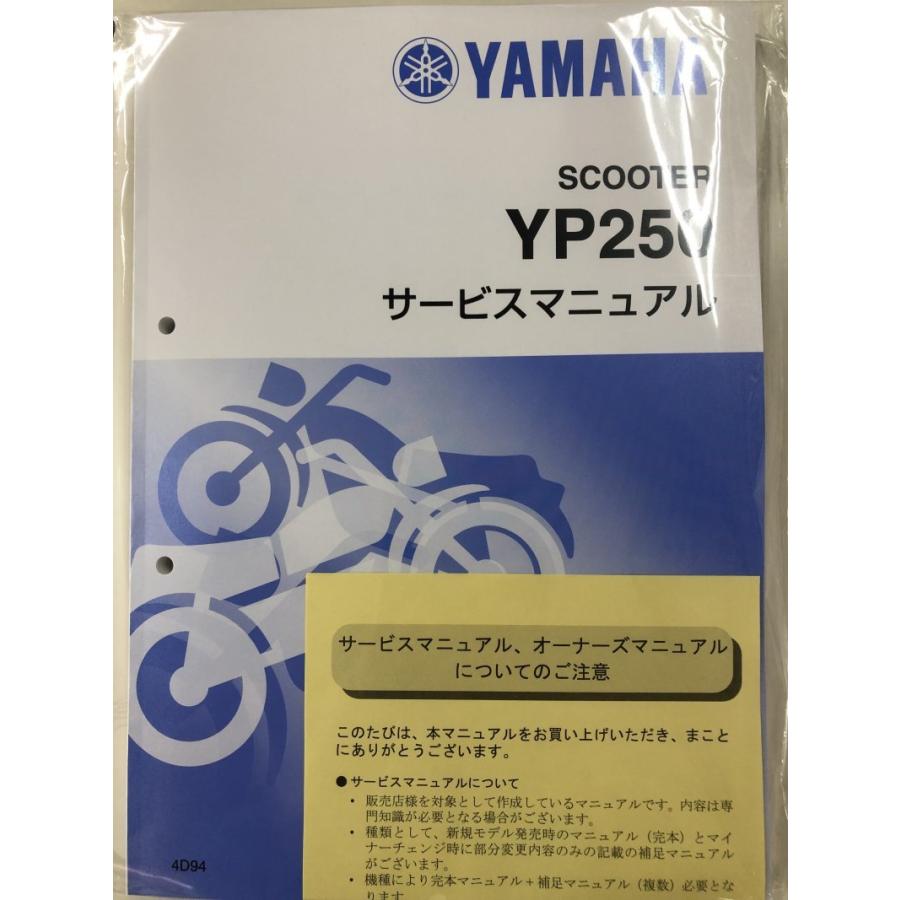 YAMAHA
SCOOTER
YP250
サービスマニュアル
サービスマニュアル、オーナーズマニュアル
についてのご注意
このたびは、本マニュアルをお買い上げいただき、まこと
にありがとうございます。
● サービスマニュアルについて
• 販売店様を対象として作成しているマニュアルです。内容は専
門知識が必要となる場合がございます。
• 種類として、新規モデル発売時のマニュアル（完本）とマイ
ナーチェンジ時に部分変更内容のみの記載の補足マニュアル
がございます。
• 機種により完本マニュアル＋補足マニュアル（複数）必要とな
ります。
4D94